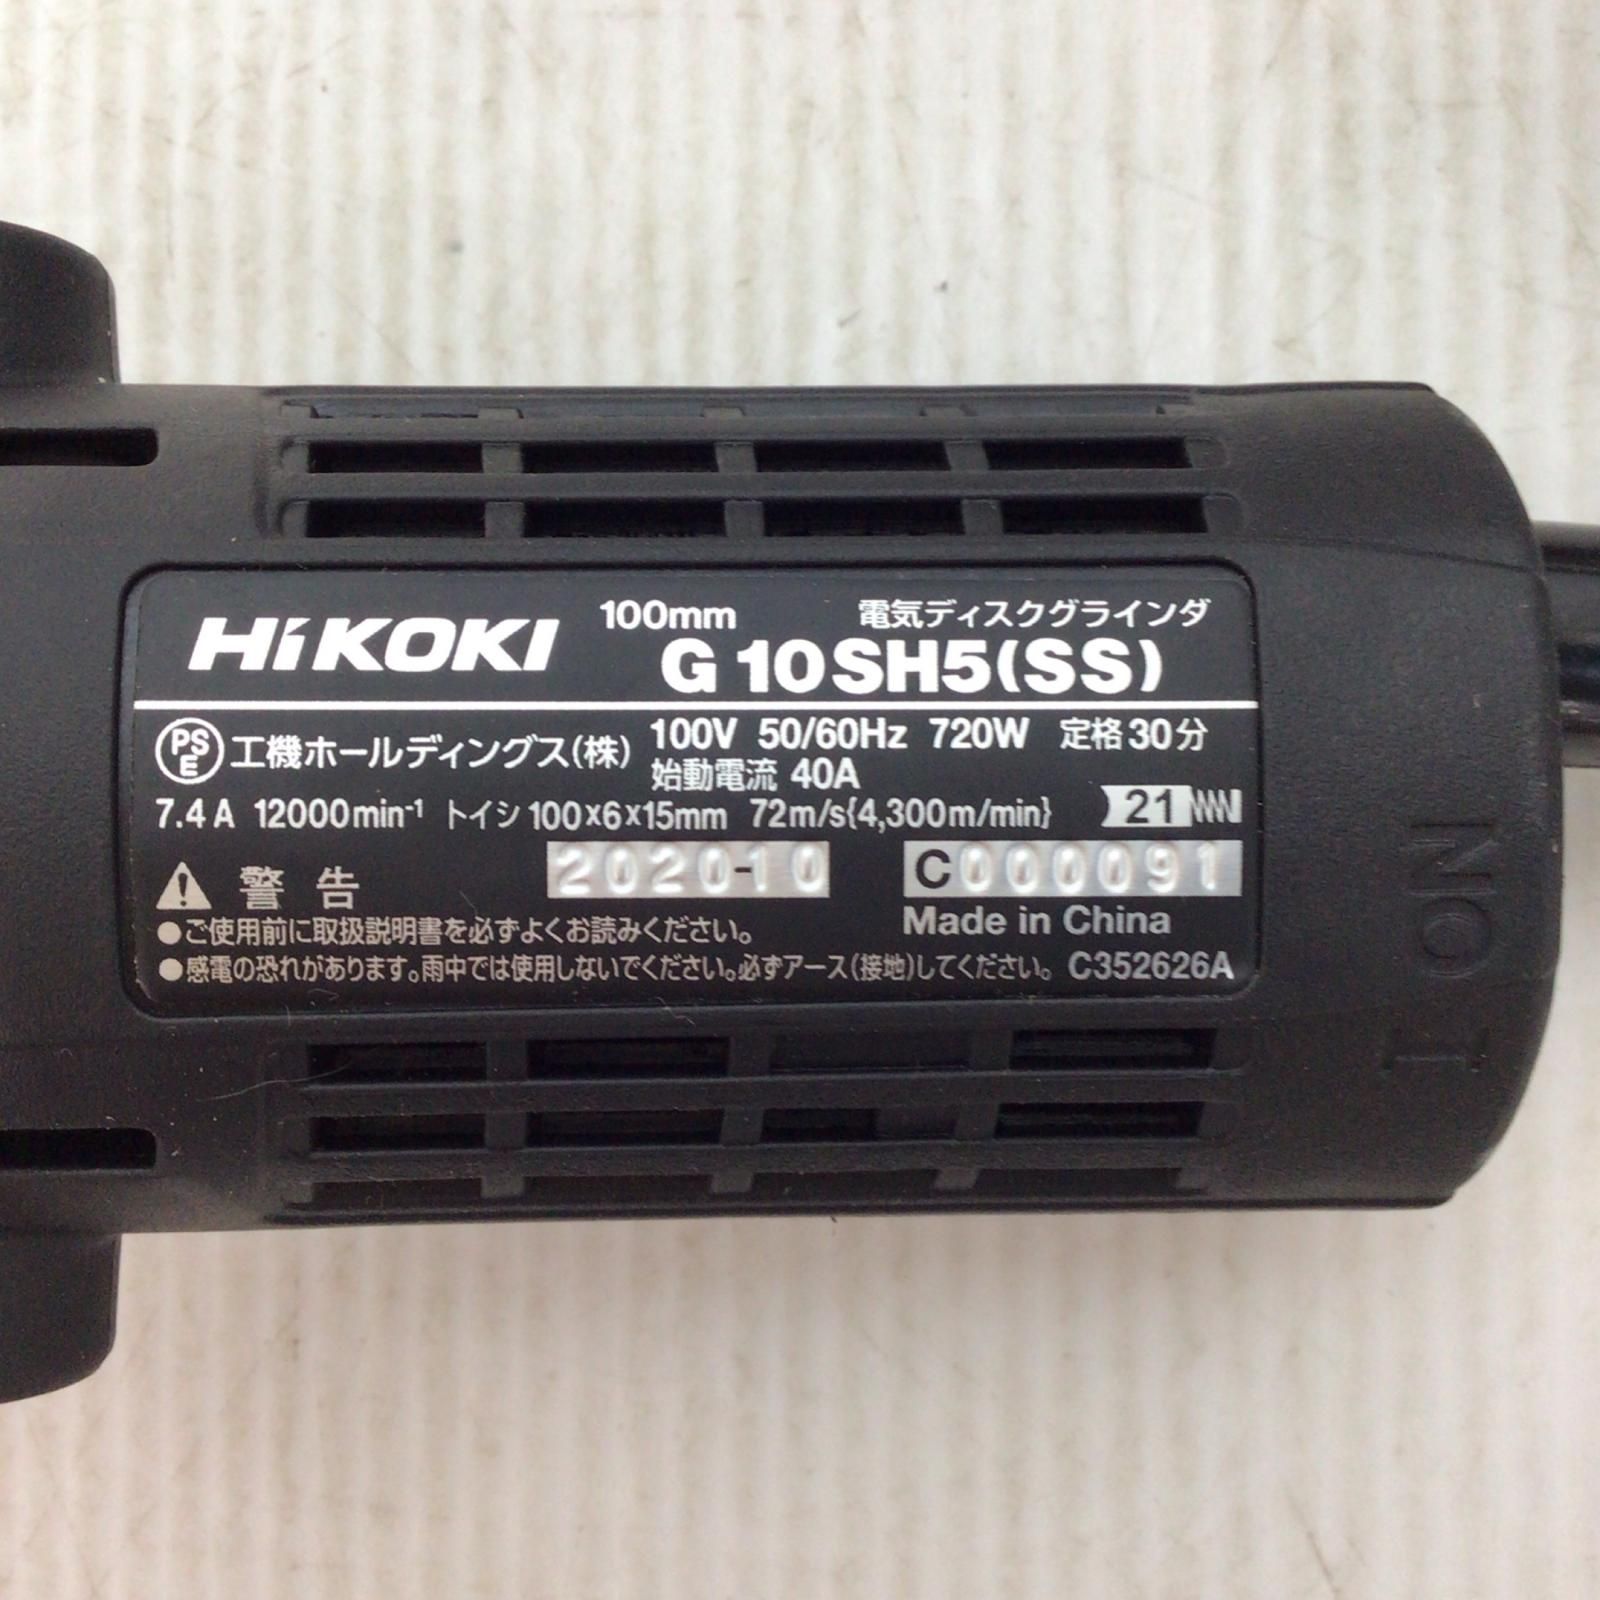 HiKOKI 100mm 電気ディスクグラインダ
G10SH5(SS)
PSE 工機ホールディングス(株) 100V 50/60Hz 720W 定格30分
始動電流 40A
7.4A 12000min⁻¹ トイシ100×6×15mm 72m/s{4,300m/min} 21
警告 2020-10 C000091
Made in China
●ご使用前に取扱説明書を必ずよくお読みください。
●感電の恐れがあります。雨中では使用しないでください。必ずアース(接地)してください。 C352626A